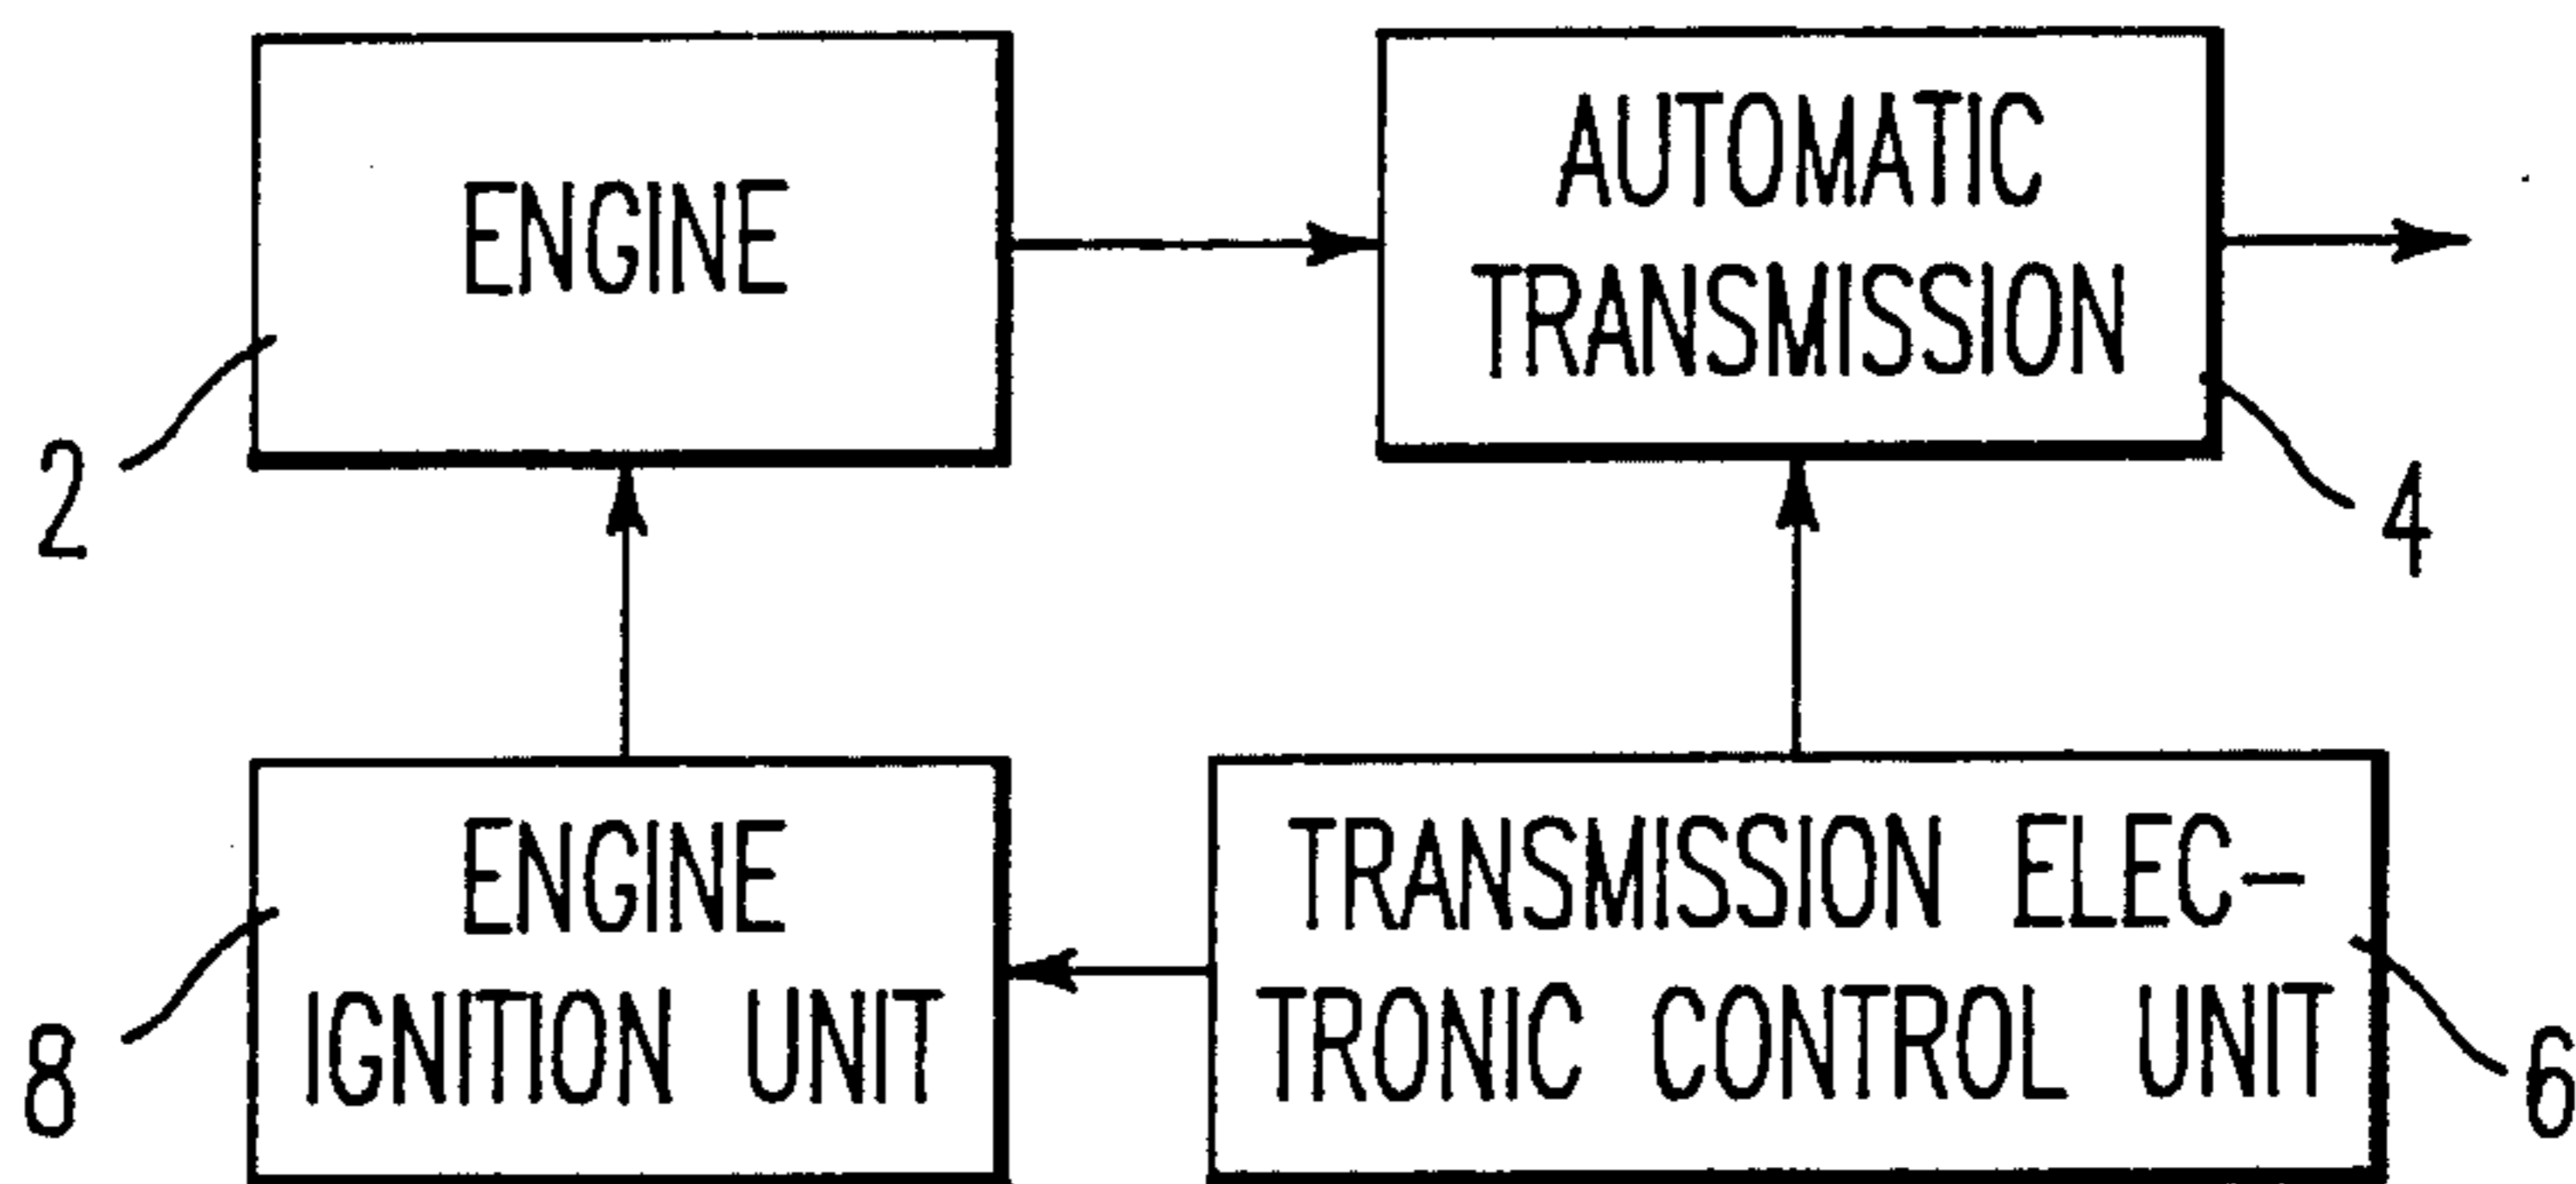 ENGINE
AUTOMATIC
TRANSMISSION
2
4
ENGINE
IGNITION UNIT
TRANSMISSION ELEC-
TRONIC CONTROL UNIT
8
6